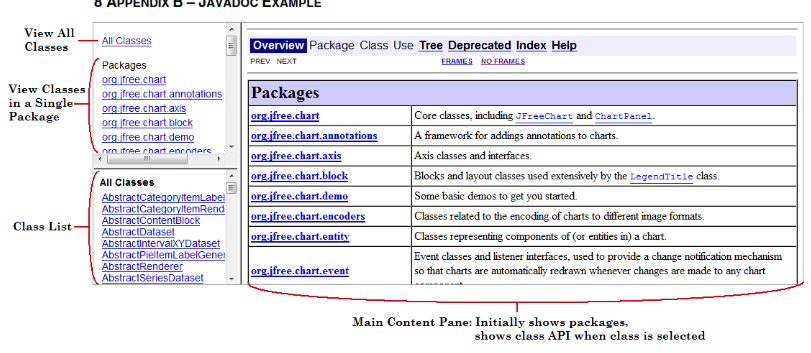 8 APPENDIX B – JAVADOC EXAMPLE
View All
Classes
View Classes
in a Single
Package
Class List
All Classes
Packages
org.jfree.chart
org.jfree.chart.annotations
org.jfree.chart.axis
org.jfree.chart.block
org.jfree.chart.demo
org.jfree.chart.encoders
All Classes
AbstractCategoryItemLabel
AbstractCategoryItemRend
AbstractContentBlock
AbstractDataset
AbstractIntervalXYDataset
AbstractPieItemLabelGener
AbstractRenderer
AbstractSeriesDataset
Overview Package Class Use Tree Deprecated Index Help
PREV NEXT FRAMES NO FRAMES
Packages
org.jfree.chart Core classes, including JFreeChart and ChartPanel.
org.jfree.chart.annotations A framework for addings annotations to charts.
org.jfree.chart.axis Axis classes and interfaces.
org.jfree.chart.block Blocks and layout classes used extensively by the LegendTitle class.
org.jfree.chart.demo Some basic demos to get you started.
org.jfree.chart.encoders Classes related to the encoding of charts to different image formats.
org.jfree.chart.entity Classes representing components of (or entities in) a chart.
org.jfree.chart.event Event classes and listener interfaces, used to provide a change notification mechanism
so that charts are automatically redrawn whenever changes are made to any chart
component.
Main Content Pane: Initially shows packages,
shows class API when class is selected